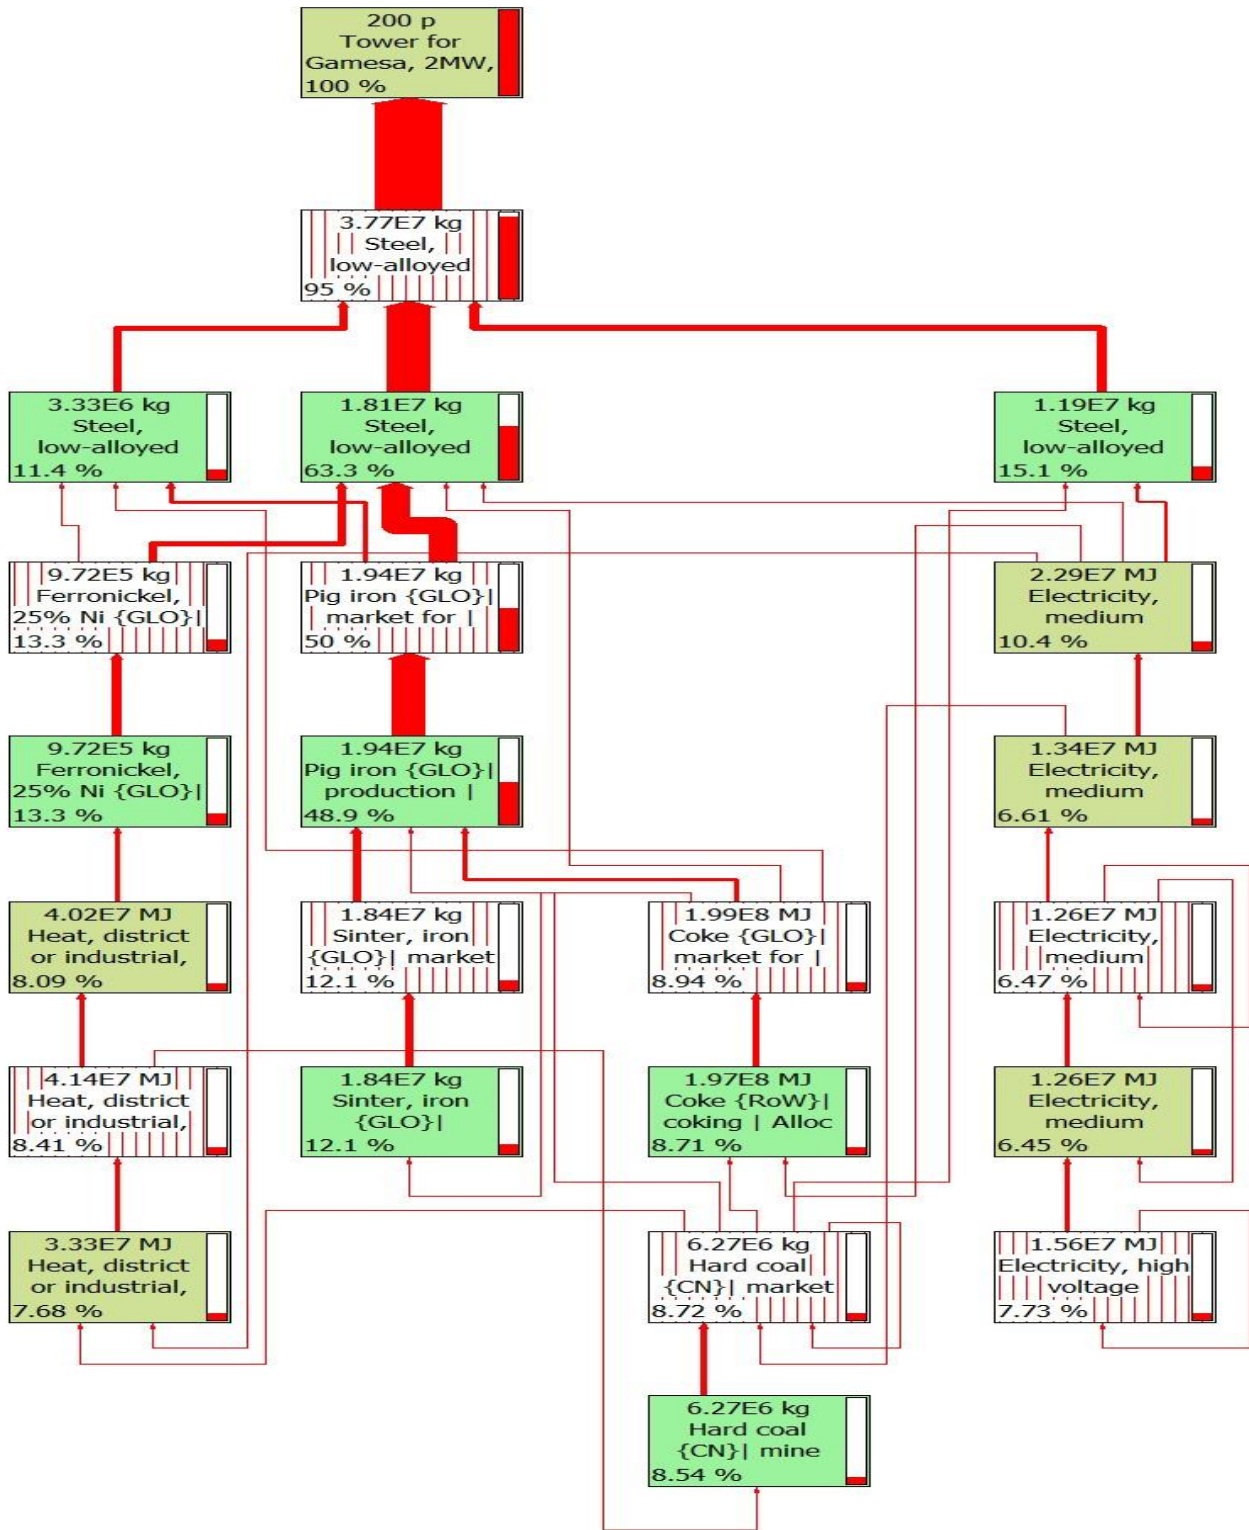 200 p
Tower for
Gamesa, 2MW,
100 %
3.77E7 kg
Steel,
low-alloyed
95 %
3.33E6 kg
Steel,
low-alloyed
11.4 %
1.81E7 kg
Steel,
low-alloyed
63.3 %
1.19E7 kg
Steel,
low-alloyed
15.1 %
9.72E5 kg
Ferronickel,
25% Ni {GLO}|
13.3 %
1.94E7 kg
Pig iron {GLO}|
market for |
50 %
2.29E7 MJ
Electricity,
medium
10.4 %
9.72E5 kg
Ferronickel,
25% Ni {GLO}|
13.3 %
1.94E7 kg
Pig iron {GLO}|
production |
48.9 %
1.34E7 MJ
Electricity,
medium
6.61 %
4.02E7 MJ
Heat, district
or industrial,
8.09 %
1.84E7 kg
Sinter, iron
{GLO}| market
12.1 %
1.99E8 MJ
Coke {GLO}|
market for |
8.94 %
1.26E7 MJ
Electricity,
medium
6.47 %
4.14E7 MJ
Heat, district
or industrial,
8.41 %
1.84E7 kg
Sinter, iron
{GLO}|
12.1 %
1.97E8 MJ
Coke {RoW}|
coking | Alloc
8.71 %
1.26E7 MJ
Electricity,
medium
6.45 %
3.33E7 MJ
Heat, district
or industrial,
7.68 %
6.27E6 kg
Hard coal
{CN}| market
8.72 %
1.56E7 MJ
Electricity, high
voltage
7.73 %
6.27E6 kg
Hard coal
{CN}| mine
8.54 %